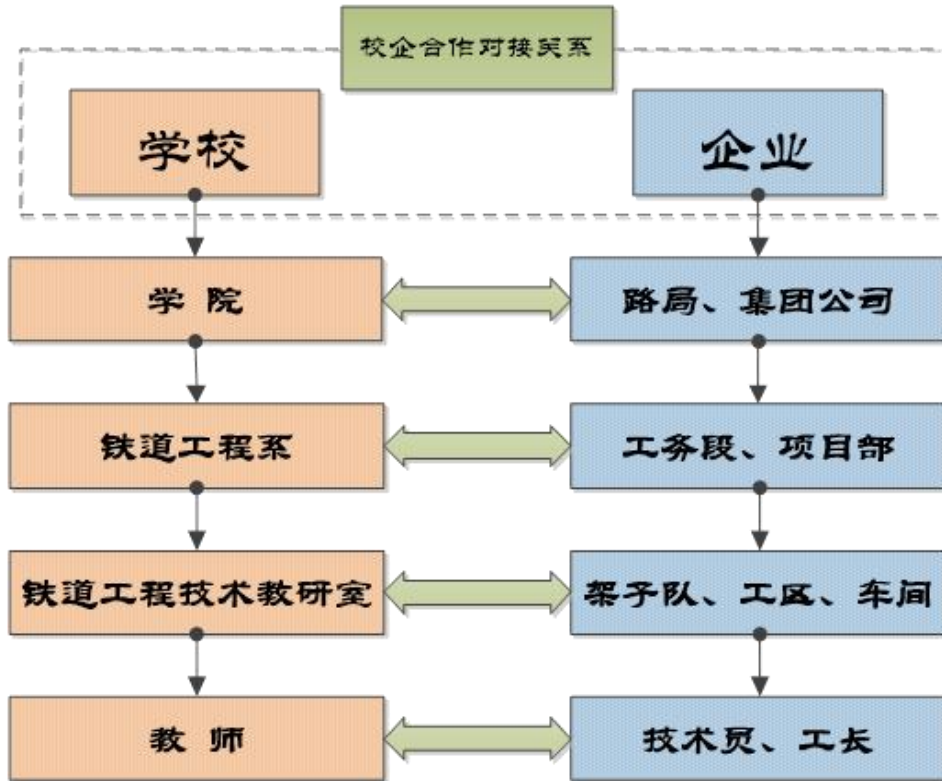 校企合作对接关系
学校
企业
学 院
路局、集团公司
铁道工程系
工务段、项目部
铁道工程技术教研室
架子队、工区、车间
教 师
技术员、工长